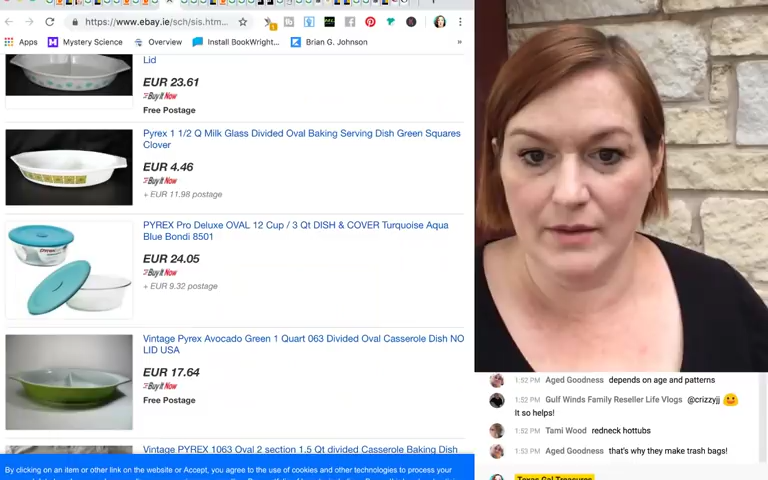 https://www.ebay.ie/sch/sis.htm...
Apps
Mystery Science
Overview
Install BookWright...
Brian G. Johnson
»
Lid
EUR 23.61
Buy It Now
Free Postage
Pyrex 1 1/2 Q Milk Glass Divided Oval Baking Serving Dish Green Squares
Clover
EUR 4.46
Buy It Now
+ EUR 11.98 postage
PYREX Pro Deluxe OVAL 12 Cup / 3 Qt DISH & COVER Turquoise Aqua
Blue Bondi 8501
EUR 24.05
Buy It Now
+ EUR 9.32 postage
Vintage Pyrex Avocado Green 1 Quart 063 Divided Oval Casserole Dish NO
LID USA
EUR 17.64
Buy It Now
Free Postage
Vintage PYREX 1063 Oval 2 section 1.5 Qt divided Casserole Baking Dish
By clicking on an item or other link on the website or Accept, you agree to the use of cookies and other technologies to process your
1:52 PM Aged Goodness depends on age and patterns
1:52 PM Gulf Winds Family Reseller Life Vlogs @crizzyjj
It so helps!
1:52 PM Tami Wood redneck hottubs
1:53 PM Aged Goodness that's why they make trash bags!
Texas Gal Treasures